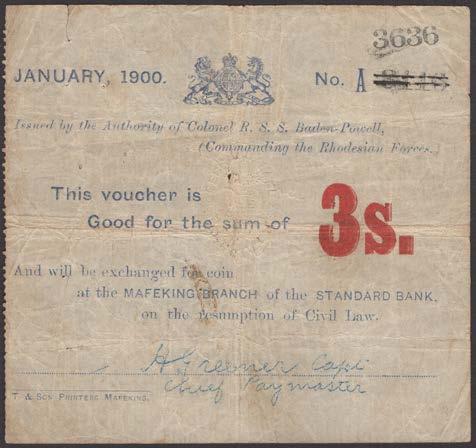 3636
JANUARY, 1900.
No. A
Issued by the Authority of Colonel R. S. S. Baden-Powell,
(Commanding the Rhodesian Forces.)
This voucher is
Good for the sum of
3s.
And will be exchanged for coin
at the MAFEKING BRANCH of the STANDARD BANK,
on the resumption of Civil Law.
H Greener Capt
Chief Paymaster
T & SON PRINTERS MAFEKING.